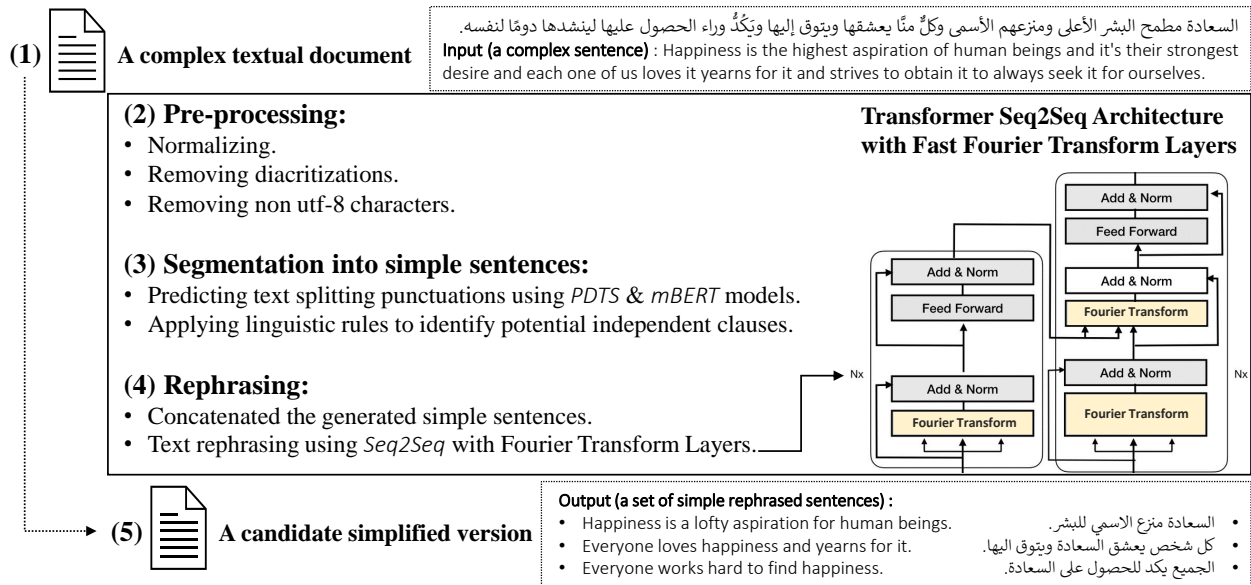 (1)
A complex textual document
السعادة مطمح البشر الأعلى ومنزعهم الأسمى وكلٌّ منَّا يعشقها ويتوق إليها ويَكُدُّ وراء الحصول عليها لينشدها دومًا لنفسه.
Input (a complex sentence) : Happiness is the highest aspiration of human beings and it's their strongest
desire and each one of us loves it yearns for it and strives to obtain it to always seek it for ourselves.
(2) Pre-processing:
• Normalizing.
• Removing diacritizations.
• Removing non utf-8 characters.
(3) Segmentation into simple sentences:
• Predicting text splitting punctuations using PDTS & mBERT models.
• Applying linguistic rules to identify potential independent clauses.
(4) Rephrasing:
• Concatenated the generated simple sentences.
• Text rephrasing using Seq2Seq with Fourier Transform Layers.
Transformer Seq2Seq Architecture
with Fast Fourier Transform Layers
Nx
Add & Norm
Feed Forward
Add & Norm
Fourier Transform
Add & Norm
Feed Forward
Add & Norm
Fourier Transform
Add & Norm
Fourier Transform
Nx
(5)
A candidate simplified version
Output (a set of simple rephrased sentences) :
• Happiness is a lofty aspiration for human beings.
• Everyone loves happiness and yearns for it.
• Everyone works hard to find happiness.
• السعادة منزع الاسمي للبشر.
• كل شخص يعشق السعادة ويتوق اليها.
• الجميع يكد للحصول على السعادة.